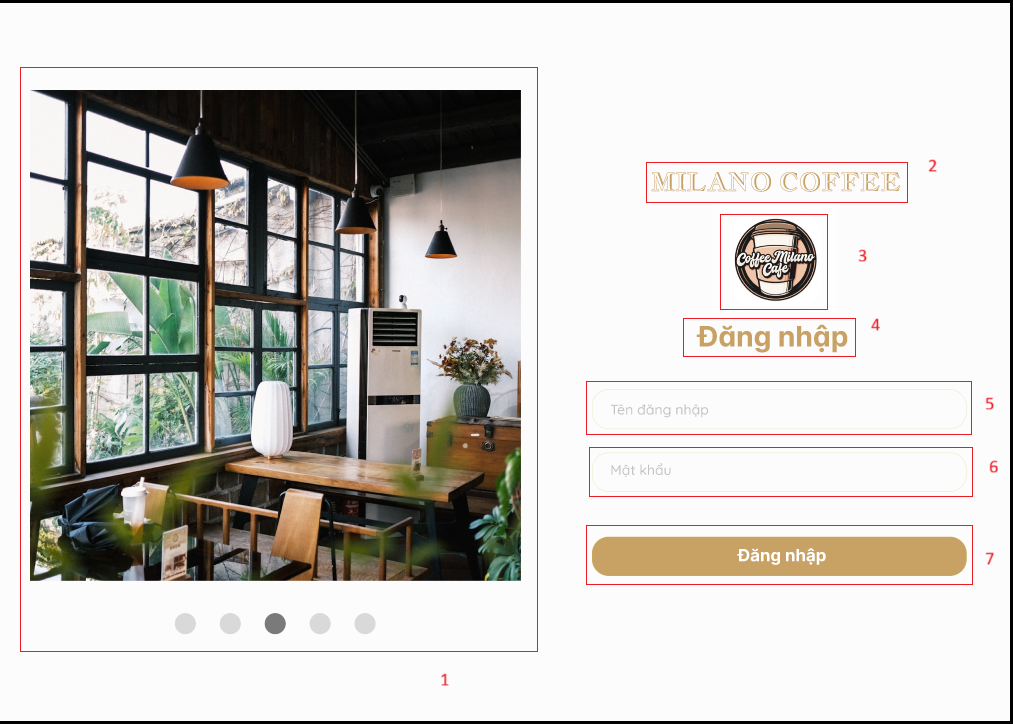 MILANO COFFEE
2
Coffee Milano
Cafe
3
Đăng nhập
4
Tên đăng nhập
5
Mật khẩu
6
Đăng nhập
7
1